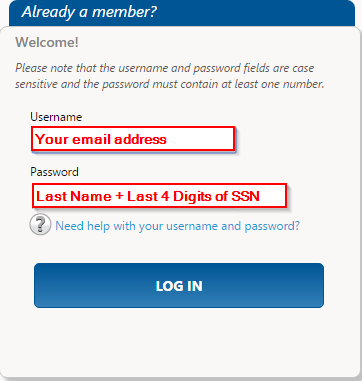 Already a member?
Welcome!
Please note that the username and password fields are case
sensitive and the password must contain at least one number.
Username
Your email address
Password
Last Name + Last 4 Digits of SSN
? Need help with your username and password?
LOG IN